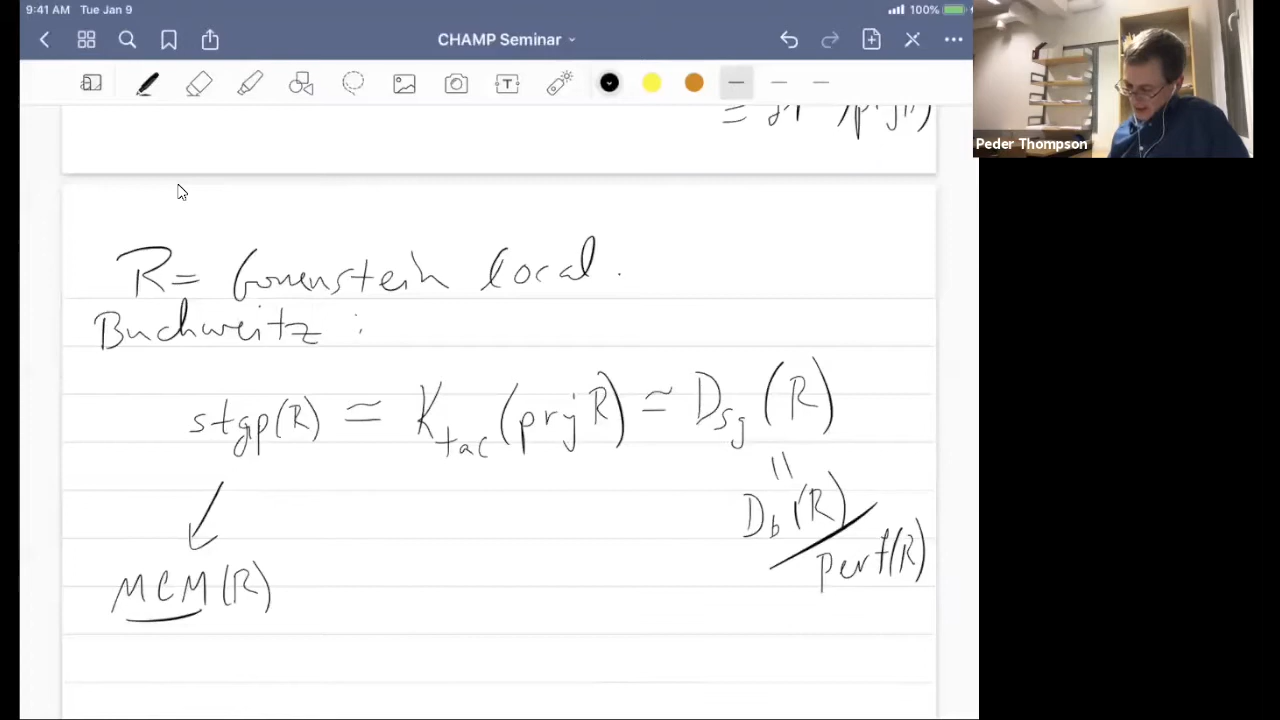 9:41 AM Tue Jan 9
100%
CHAMP Seminar
Peder Thompson
R = Gorenstein local.
Buchweitz :
stgp(R) ≃ K_tac(prj R) ≃ D_sg(R)
||
D_b(R)/perf(R)
MCM(R)